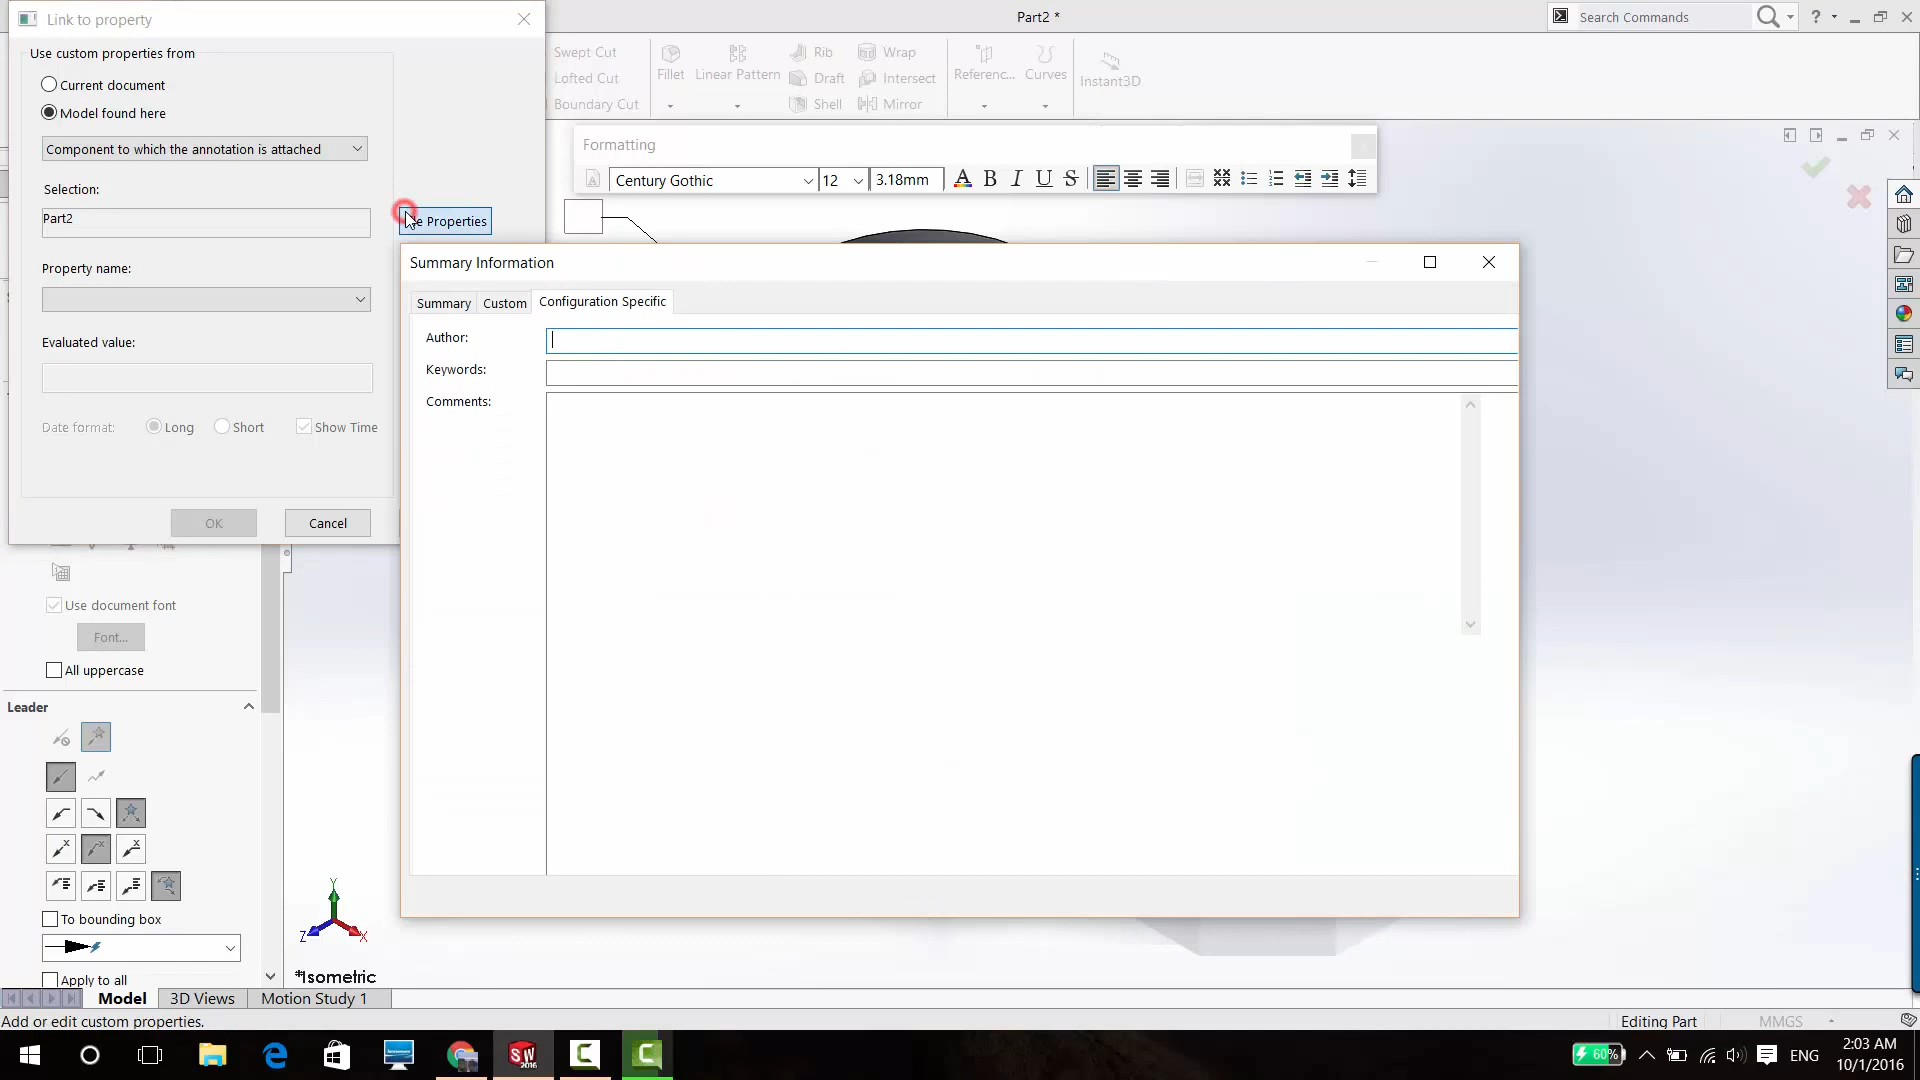 Link to property
Part2 *
Search Commands
?
Use custom properties from
Current document
Model found here
Component to which the annotation is attached
Selection:
Part2
Properties
Property name:
Evaluated value:
Date format:
Long
Short
Show Time
OK
Cancel
Swept Cut
Lofted Cut
Boundary Cut
Fillet
Linear Pattern
Rib
Draft
Shell
Wrap
Intersect
Mirror
Referenc...
Curves
Instant3D
Formatting
Century Gothic
12
3.18mm
A B I U S
Summary Information
Summary
Custom
Configuration Specific
Author:
Keywords:
Comments:
Use document font
Font...
All uppercase
Leader
To bounding box
Apply to all
Y
Z
X
*Isometric
Model
3D Views
Motion Study 1
Add or edit custom properties.
Editing Part
MMGS
SW
2016
60%
ENG
2:03 AM
10/1/2016